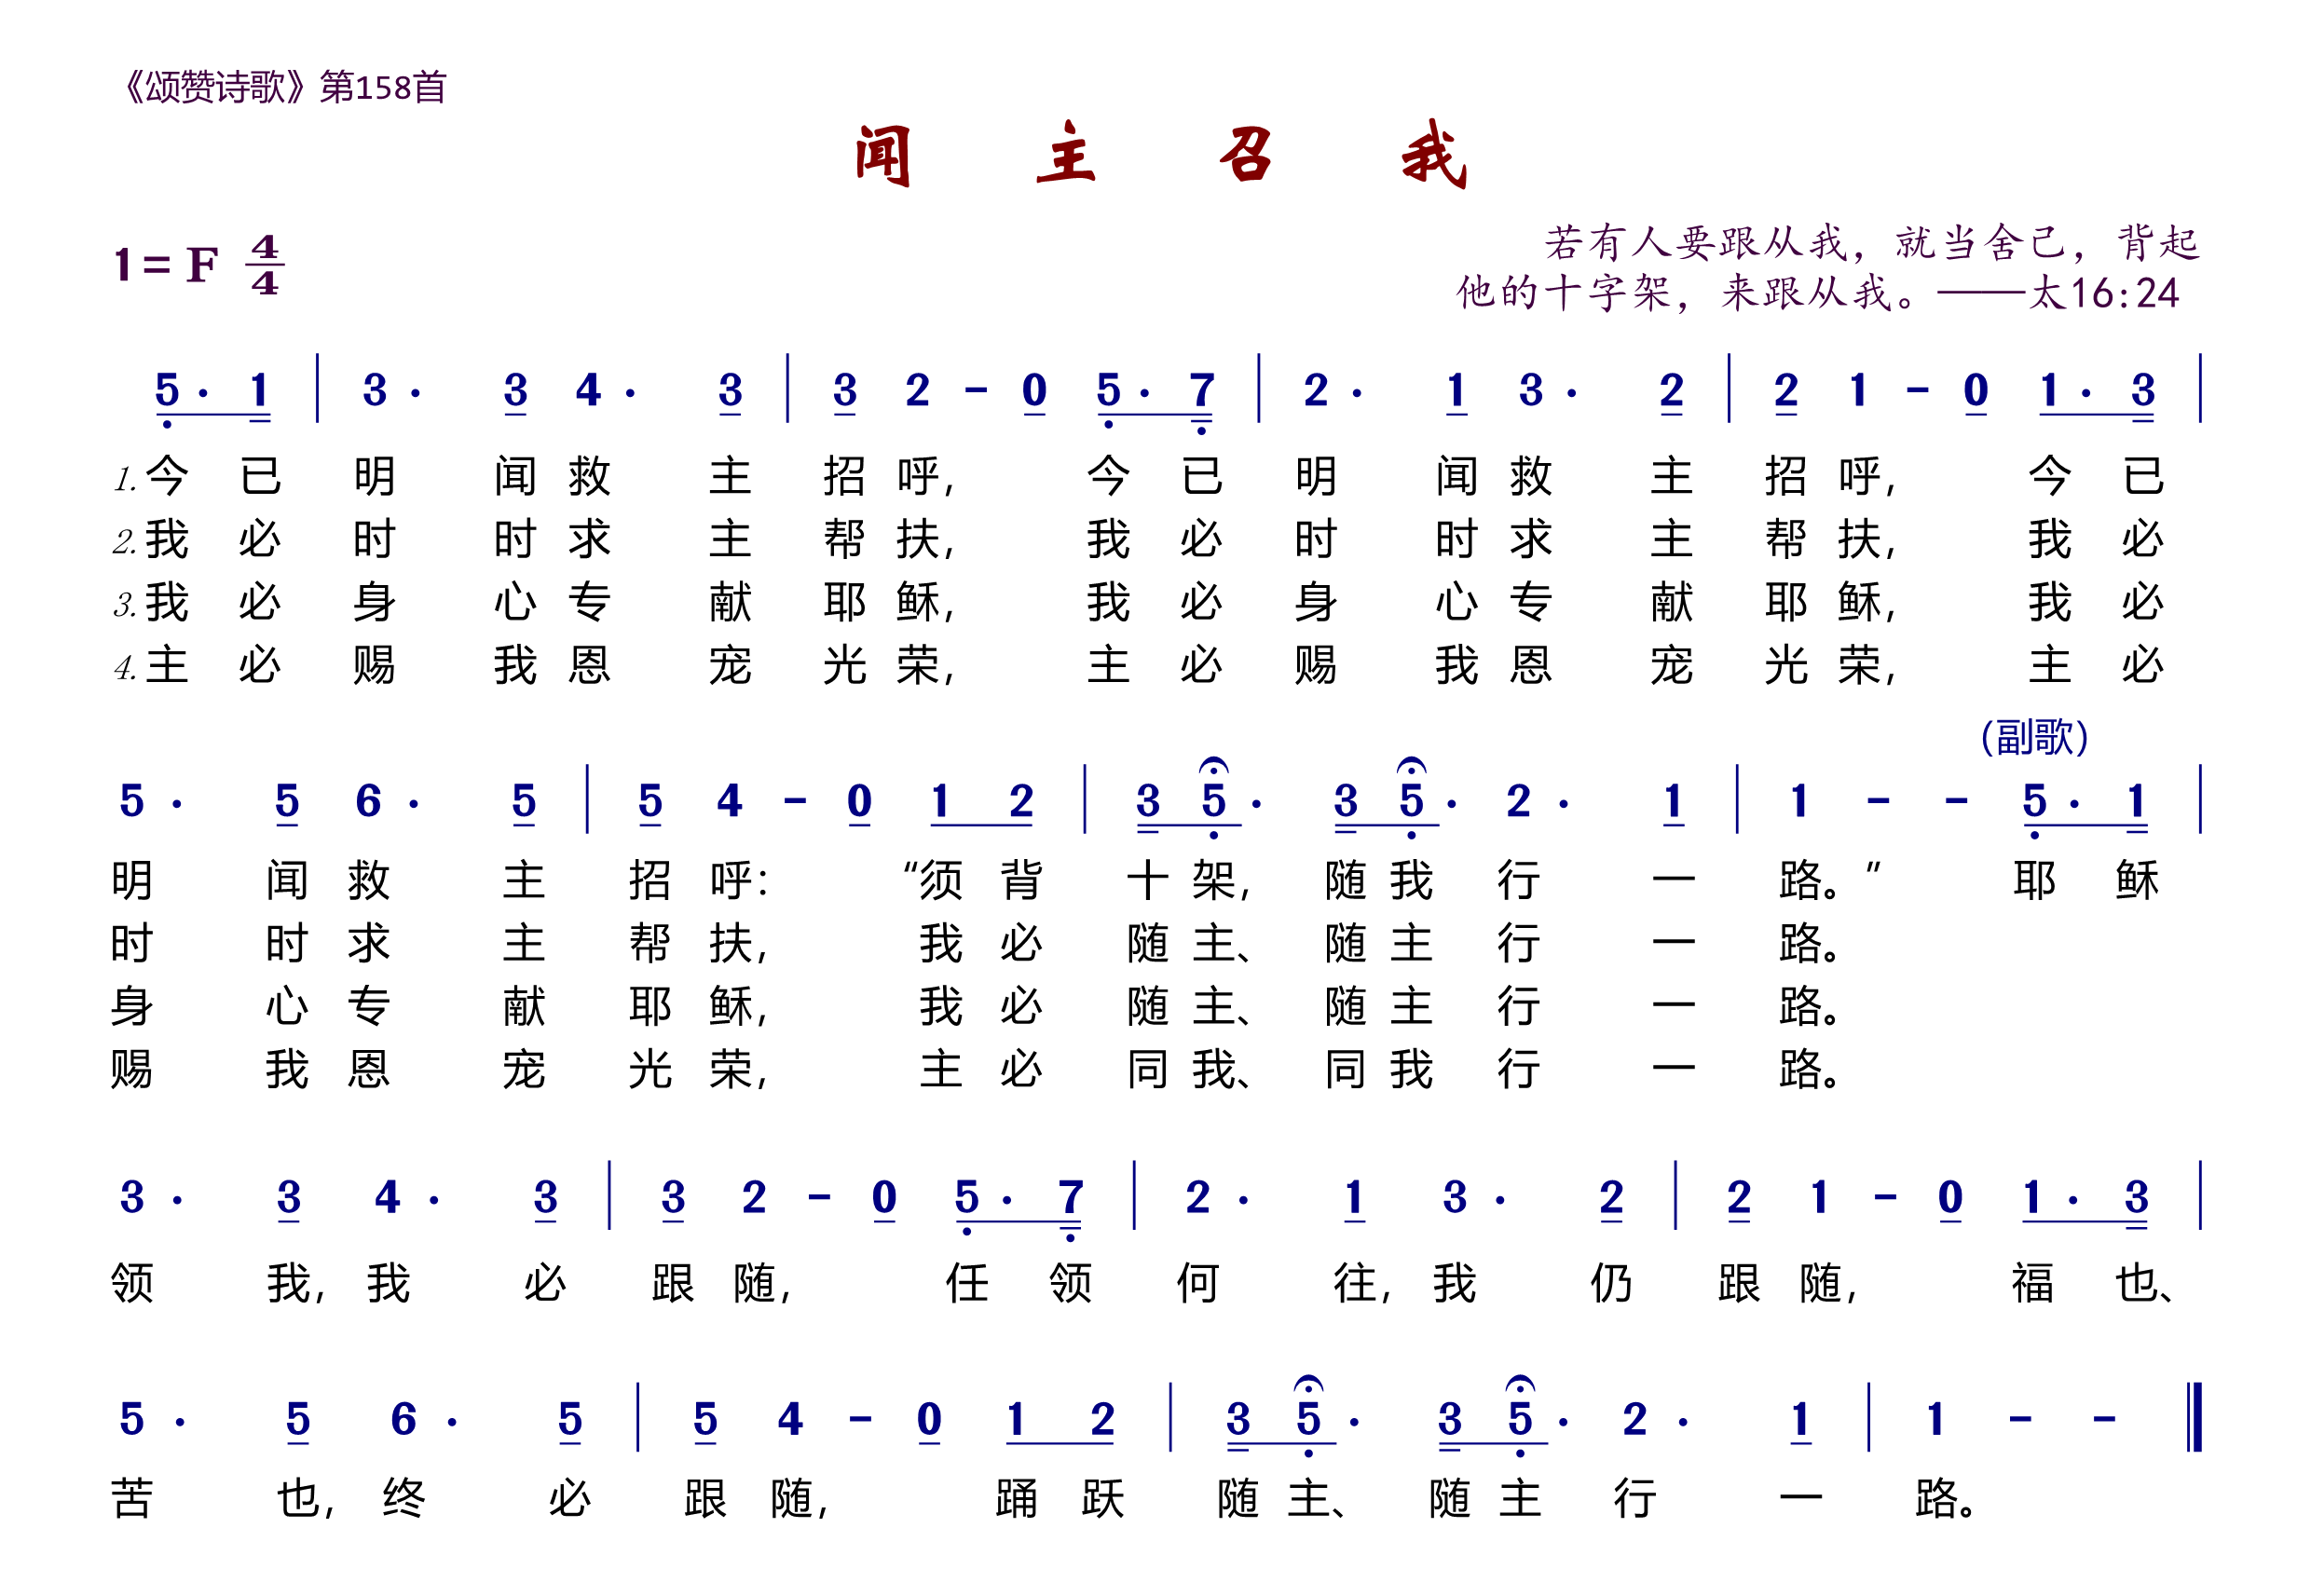 《颂赞诗歌》第158首
闻 主 召 我
1= F 4/4
若有人要跟从我，就当舍己，背起
他的十字架，来跟从我。——太16:24
5̣ · 1 | 3 · 3 4 · 3 | 3 2 - 0 5̣ · 7̣ | 2 · 1 3 · 2 | 2 1 - 0 1 · 3 |
1.今 已 明 闻 救 主 招 呼, 今 已 明 闻 救 主 招 呼, 今 已
2.我 必 时 时 求 主 帮 扶, 我 必 时 时 求 主 帮 扶, 我 必
3.我 必 身 心 专 献 耶 稣, 我 必 身 心 专 献 耶 稣, 我 必
4.主 必 赐 我 恩 宠 光 荣, 主 必 赐 我 恩 宠 光 荣, 主 必
(副歌)
5 · 5 6 · 5 | 5 4 - 0 1 2 | 3 5̣ · 3 5̣ · 2 · 1 | 1 - - 5̣ · 1 |
明 闻 救 主 招 呼: “须 背 十 架, 随 我 行 一 路。” 耶 稣
时 时 求 主 帮 扶, 我 必 随 主、 随 主 行 一 路。
身 心 专 献 耶 稣, 我 必 随 主、 随 主 行 一 路。
赐 我 恩 宠 光 荣, 主 必 同 我、 同 我 行 一 路。
3 · 3 4 · 3 | 3 2 - 0 5̣ · 7̣ | 2 · 1 3 · 2 | 2 1 - 0 1 · 3 |
领 我, 我 必 跟 随, 任 领 何 往, 我 仍 跟 随, 福 也、
5 · 5 6 · 5 | 5 4 - 0 1 2 | 3 5̣ · 3 5̣ · 2 · 1 | 1 - - ‖
苦 也, 终 必 跟 随, 踊 跃 随 主、 随 主 行 一 路。